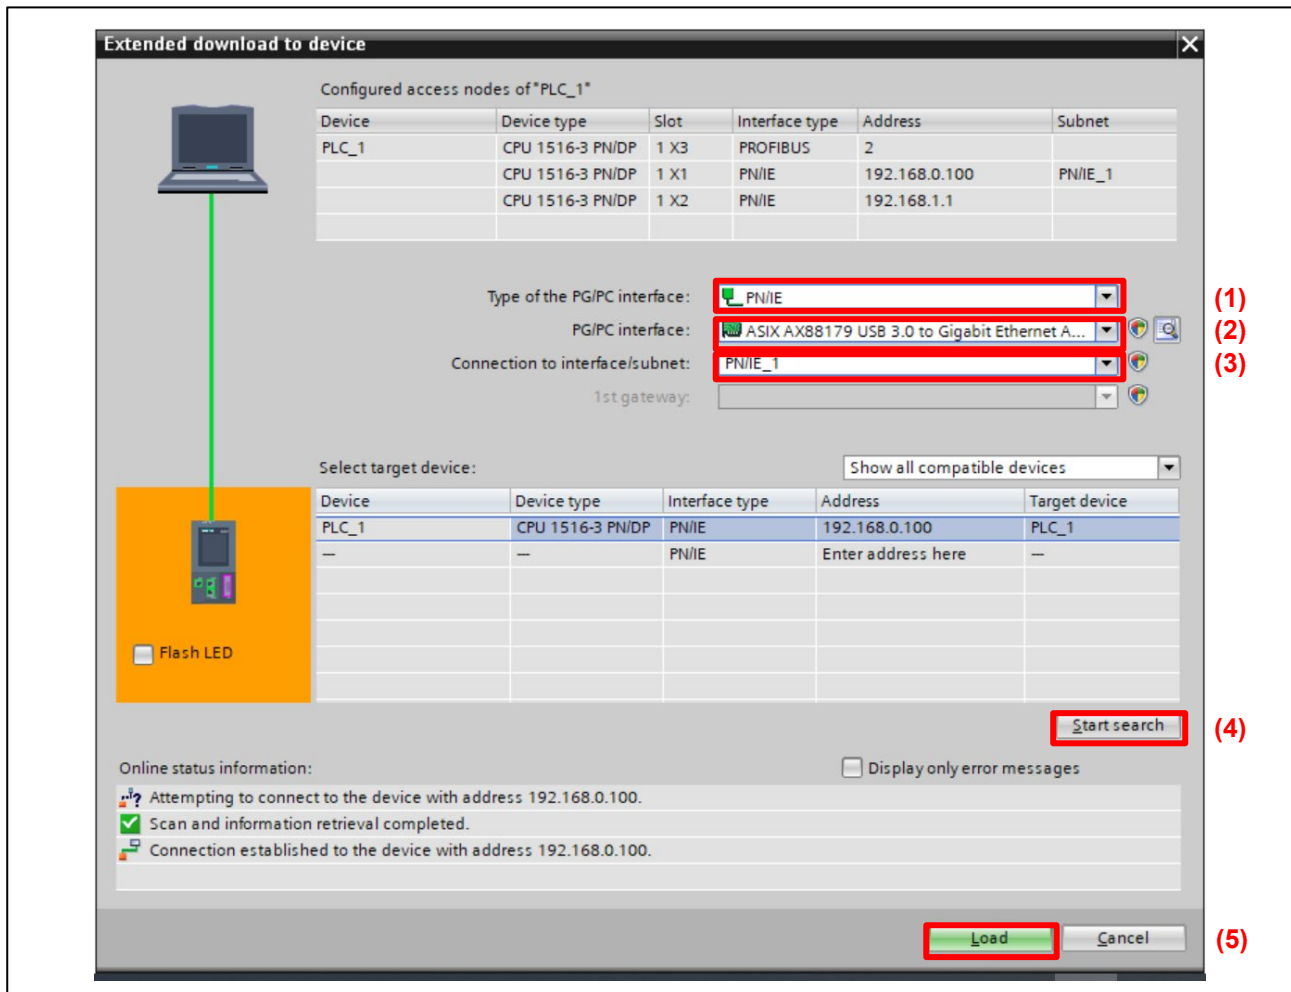 Extended download to device
Configured access nodes of "PLC_1"
Device Device type Slot Interface type Address Subnet
PLC_1 CPU 1516-3 PN/DP 1 X3 PROFIBUS 2
CPU 1516-3 PN/DP 1 X1 PN/IE 192.168.0.100 PN/IE_1
CPU 1516-3 PN/DP 1 X2 PN/IE 192.168.1.1
Type of the PG/PC interface: PN/IE (1)
PG/PC interface: ASIX AX88179 USB 3.0 to Gigabit Ethernet A... (2)
Connection to interface/subnet: PN/IE_1 (3)
1st gateway:
Select target device: Show all compatible devices
Device Device type Interface type Address Target device
PLC_1 CPU 1516-3 PN/DP PN/IE 192.168.0.100 PLC_1
— — PN/IE Enter address here —
Flash LED
Start search (4)
Online status information: Display only error messages
Attempting to connect to the device with address 192.168.0.100.
Scan and information retrieval completed.
Connection established to the device with address 192.168.0.100.
Load Cancel (5)